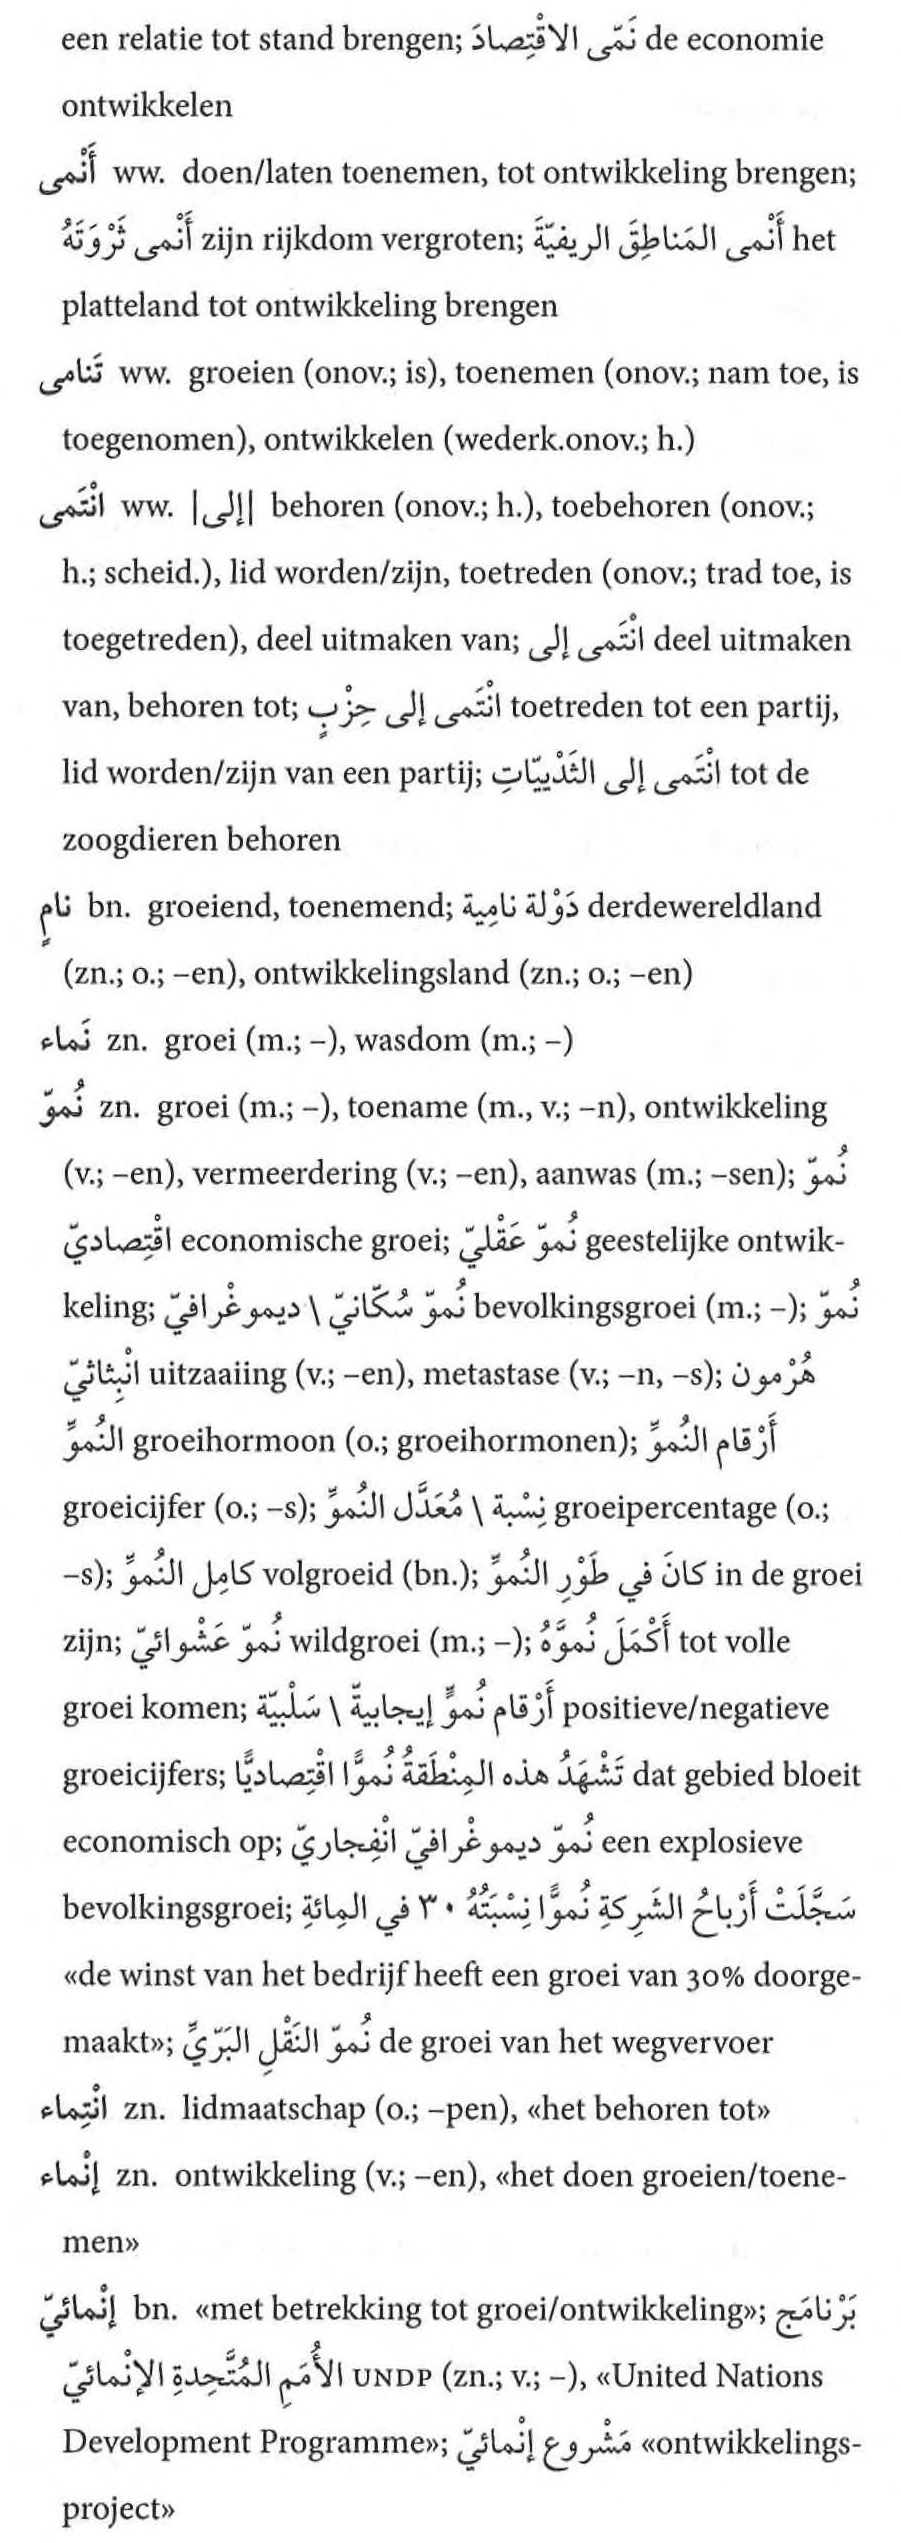 een relatie tot stand brengen; نَمّى الاقْتِصادَ de economie
ontwikkelen
أَنْمى ww. doen/laten toenemen, tot ontwikkeling brengen;
أَنْمى ثَرْوَتَهُ zijn rijkdom vergroten; أَنْمى المَناطِقَ الريفيّةَ het
platteland tot ontwikkeling brengen
تَنامى ww. groeien (onov.; is), toenemen (onov.; nam toe, is
toegenomen), ontwikkelen (wederk.onov.; h.)
انْتَمى ww. |إلى| behoren (onov.; h.), toebehoren (onov.;
h.; scheid.), lid worden/zijn, toetreden (onov.; trad toe, is
toegetreden), deel uitmaken van; انْتَمى إلى deel uitmaken
van, behoren tot; انْتَمى إلى حِزْبٍ toetreden tot een partij,
lid worden/zijn van een partij; انْتَمى إلى الثَدْييّاتِ tot de
zoogdieren behoren
نامٍ bn. groeiend, toenemend; دَوْلة نامِية derdewereldland
(zn.; o.; –en), ontwikkelingsland (zn.; o.; –en)
نَماء zn. groei (m.; –), wasdom (m.; –)
نُموّ zn. groei (m.; –), toename (m., v.; –n), ontwikkeling
(v.; –en), vermeerdering (v.; –en), aanwas (m.; –sen); نُموّ
اقْتِصاديّ economische groei; نُموّ عَقْليّ geestelijke ontwik-
keling; نُموّ سُكّانيّ \ ديموغْرافيّ bevolkingsgroei (m.; –); نُموّ
انْبِثاثيّ uitzaaiing (v.; –en), metastase (v.; –n, –s); هُرْمون
النُموِّ groeihormoon (o.; groeihormonen); أَرْقام النُموِّ
groeicijfer (o.; –s); نِسْبة \ مُعَدَّل النُموِّ groeipercentage (o.;
–s); كامِل النُموِّ volgroeid (bn.); كانَ في طَوْرِ النُموِّ in de groei
zijn; نُموّ عَشْوائيّ wildgroei (m.; –); أَكْمَلَ نُموَّهُ tot volle
groei komen; أَرْقام نُموٍّ إيجابيةّ \ سَلْبيّة positieve/negatieve
groeicijfers; تَشْهَدُ هذه المِنْطَقةُ نُموًّا اقْتِصاديًّا dat gebied bloeit
economisch op; نُموّ ديموغْرافيّ انْفِجاريّ een explosieve
bevolkingsgroei; سَجَّلَتْ أَرْباحُ الشَرِكةِ نُموًّا نِسْبَتُهُ ٣٠ في المِائةِ
«de winst van het bedrijf heeft een groei van 30% doorge-
maakt»; نُموّ النَقْلِ البَرّيِّ de groei van het wegvervoer
انْتِماء zn. lidmaatschap (o.; –pen), «het behoren tot»
إنْماء zn. ontwikkeling (v.; –en), «het doen groeien/toene-
men»
إنْمائيّ bn. «met betrekking tot groei/ontwikkeling»; بَرْنامَج
الأُمَمِ المُتَّحِدةِ الإنْمائيّ UNDP (zn.; v.; –), «United Nations
Development Programme»; مَشْروع إنْمائيّ «ontwikkelings-
project»